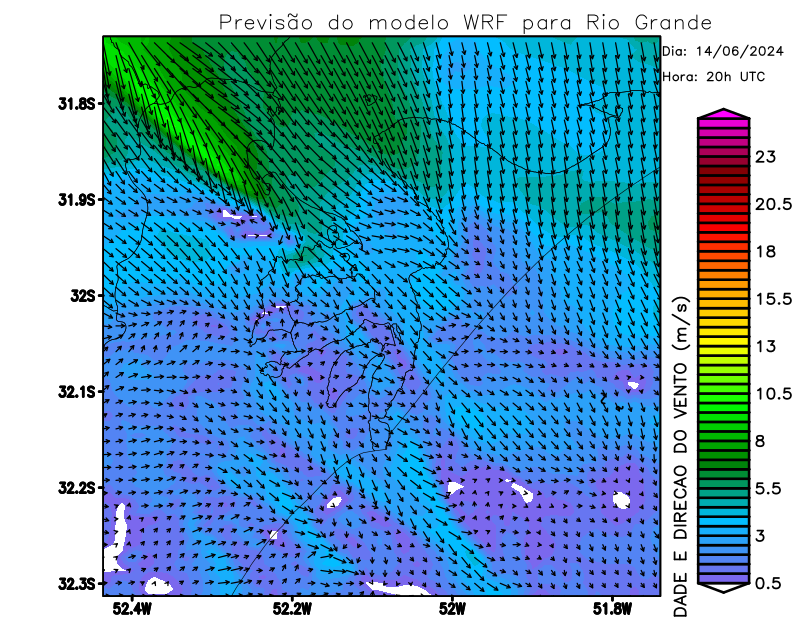 Previsão do modelo WRF para Rio Grande
Dia: 14/06/2024
Hora: 20h UTC
31.8S
31.9S
32S
32.1S
32.2S
32.3S
52.4W
52.2W
52W
51.8W
23
20.5
18
15.5
13
10.5
8
5.5
3
0.5
DADE E DIRECAO DO VENTO (m/s)